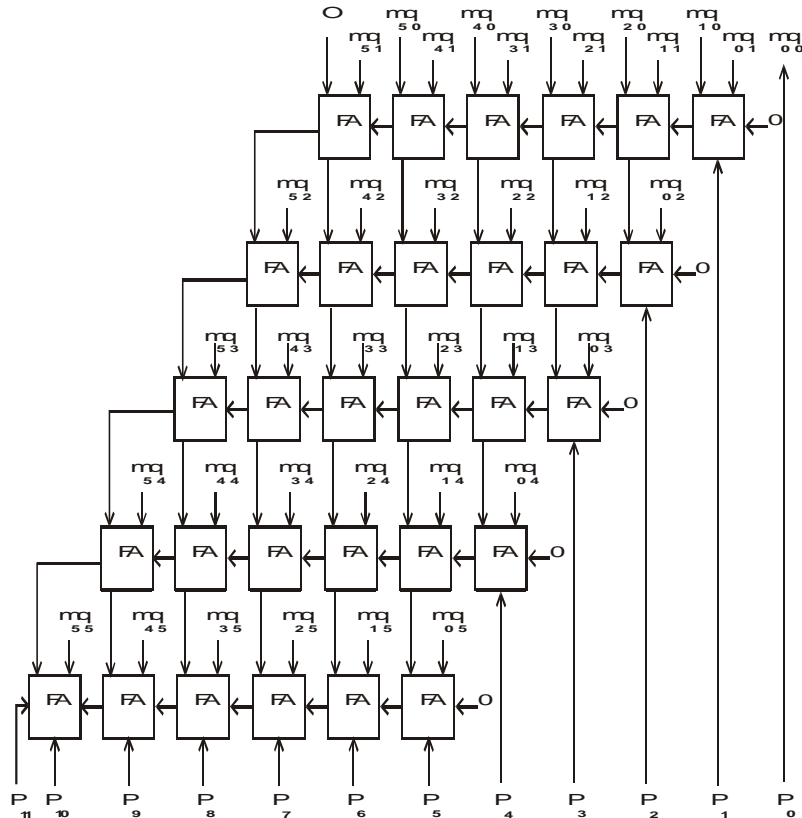 O mq50 mq40 mq30 mq20 mq10 mq00
mq51 mq41 mq31 mq21 mq11 mq01
FA FA FA FA FA FA O
mq52 mq42 mq32 mq22 mq12 mq02
FA FA FA FA FA FA O
mq53 mq43 mq33 mq23 mq13 mq03
FA FA FA FA FA FA O
mq54 mq44 mq34 mq24 mq14 mq04
FA FA FA FA FA FA O
mq55 mq45 mq35 mq25 mq15 mq05
FA FA FA FA FA FA O
P11 P10 P9 P8 P7 P6 P5 P4 P3 P2 P1 P0